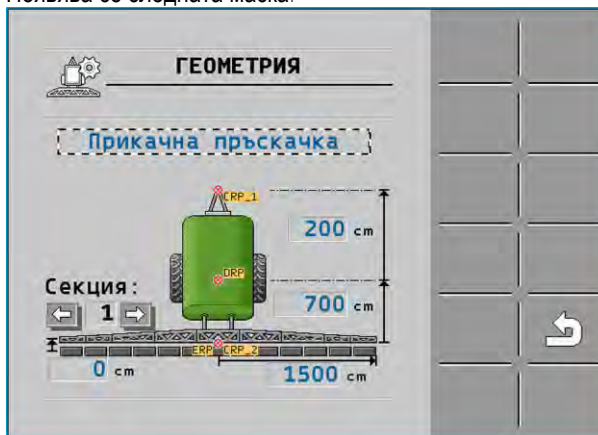 Появява се следната маска:
ГЕОМЕТРИЯ
Прикачна пръскачка
CRP_1
200 cm
DRP
Секция:
1
700 cm
ERP CRP_2
0 cm
1500 cm